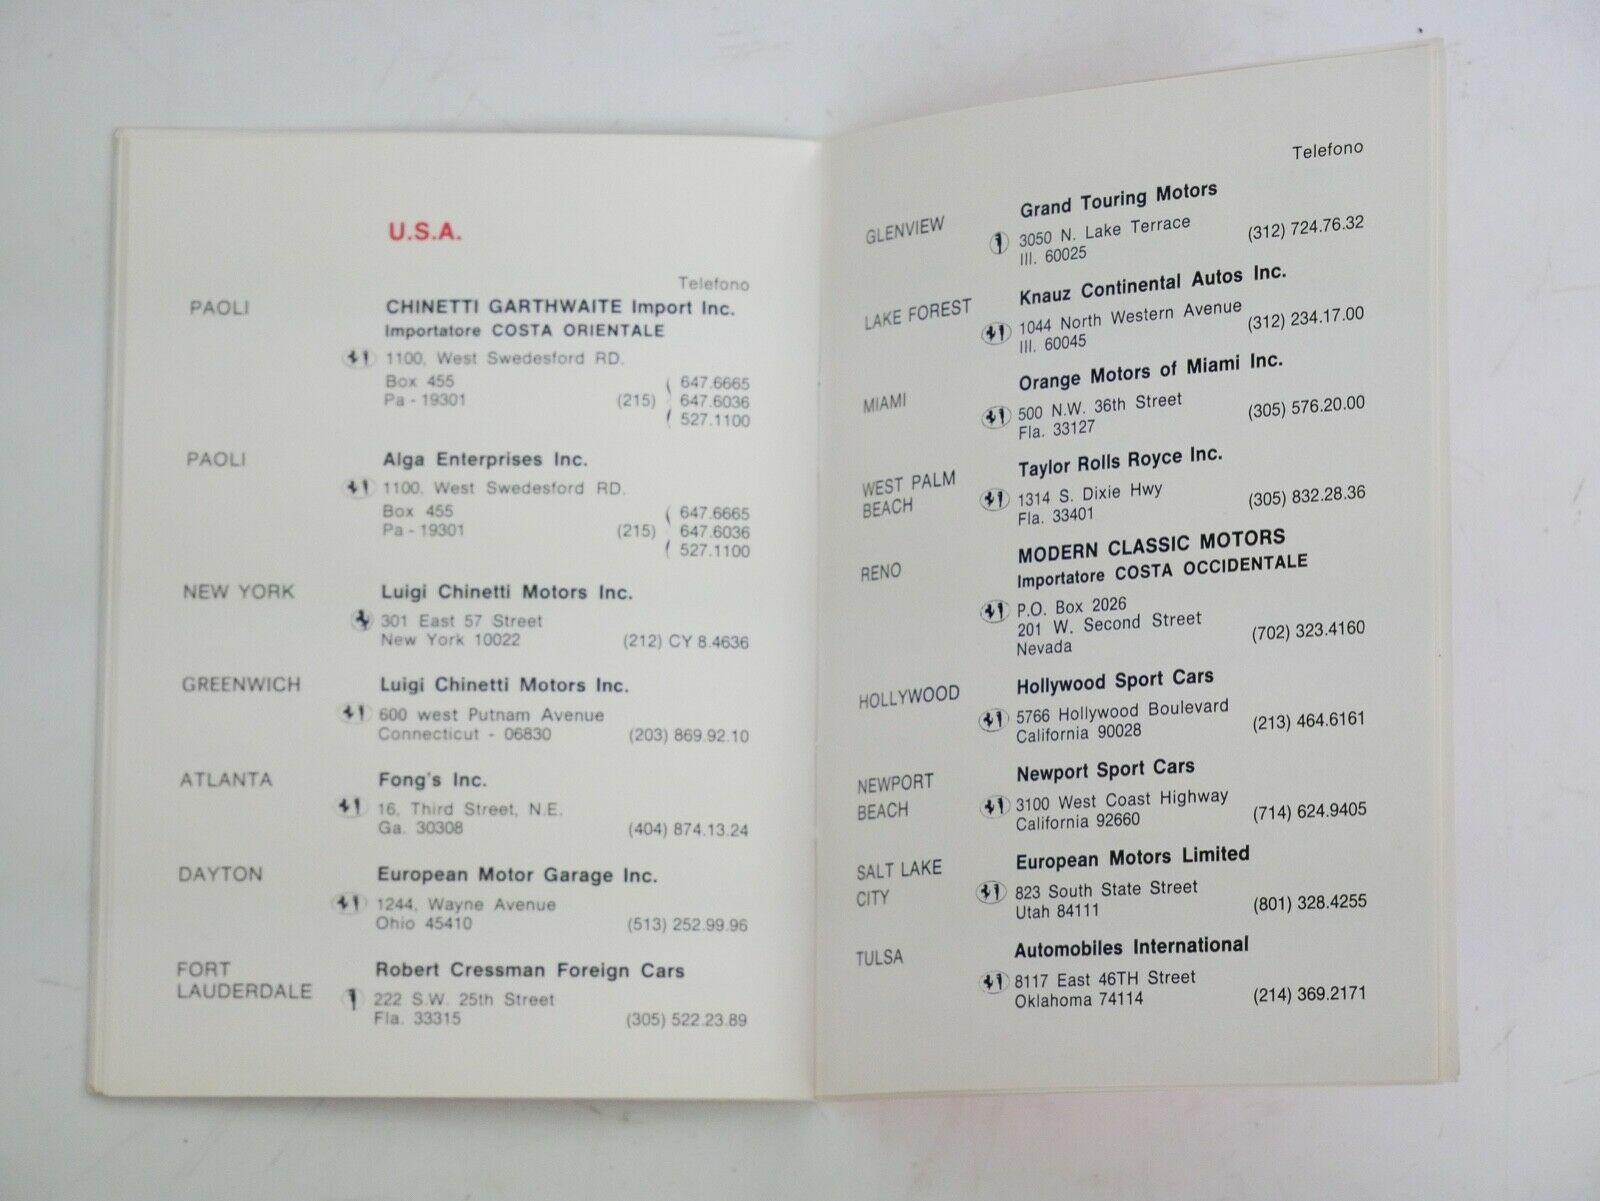 U.S.A.
Telefono
PAOLI
CHINETTI GARTHWAITE Import Inc.
Importatore COSTA ORIENTALE
1100, West Swedesford RD.
Box 455 647.6665
Pa - 19301 (215) 647.6036
527.1100
PAOLI
Alga Enterprises Inc.
1100, West Swedesford RD.
Box 455 647.6665
Pa - 19301 (215) 647.6036
527.1100
NEW YORK
Luigi Chinetti Motors Inc.
301 East 57 Street
New York 10022 (212) CY 8.4636
GREENWICH
Luigi Chinetti Motors Inc.
600 west Putnam Avenue
Connecticut - 06830 (203) 869.92.10
ATLANTA
Fong's Inc.
16, Third Street, N.E.
Ga. 30308 (404) 874.13.24
DAYTON
European Motor Garage Inc.
1244, Wayne Avenue
Ohio 45410 (513) 252.99.96
FORT
LAUDERDALE
Robert Cressman Foreign Cars
222 S.W. 25th Street
Fla. 33315 (305) 522.23.89
Telefono
GLENVIEW
Grand Touring Motors
3050 N. Lake Terrace
Ill. 60025 (312) 724.76.32
LAKE FOREST
Knauz Continental Autos Inc.
1044 North Western Avenue
Ill. 60045 (312) 234.17.00
MIAMI
Orange Motors of Miami Inc.
500 N.W. 36th Street
Fla. 33127 (305) 576.20.00
WEST PALM
BEACH
Taylor Rolls Royce Inc.
1314 S. Dixie Hwy
Fla. 33401 (305) 832.28.36
RENO
MODERN CLASSIC MOTORS
Importatore COSTA OCCIDENTALE
P.O. Box 2026
201 W. Second Street
Nevada (702) 323.4160
HOLLYWOOD
Hollywood Sport Cars
5766 Hollywood Boulevard
California 90028 (213) 464.6161
NEWPORT
BEACH
Newport Sport Cars
3100 West Coast Highway
California 92660 (714) 624.9405
SALT LAKE
CITY
European Motors Limited
823 South State Street
Utah 84111 (801) 328.4255
TULSA
Automobiles International
8117 East 46TH Street
Oklahoma 74114 (214) 369.2171